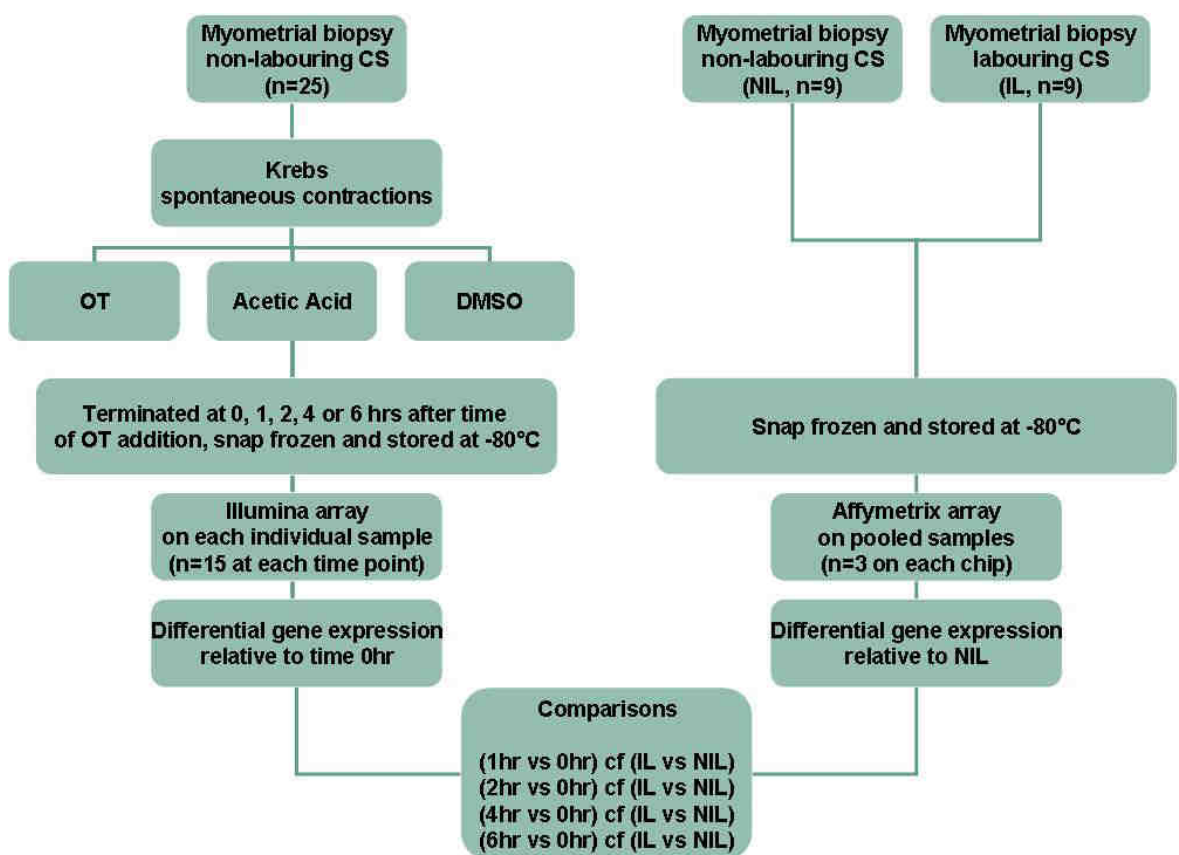 Myometrial biopsy
non-labouring CS
(n=25)
Krebs
spontaneous contractions
OT
Acetic Acid
DMSO
Terminated at 0, 1, 2, 4 or 6 hrs after time
of OT addition, snap frozen and stored at -80°C
Illumina array
on each individual sample
(n=15 at each time point)
Differential gene expression
relative to time 0hr
Myometrial biopsy
non-labouring CS
(NIL, n=9)
Myometrial biopsy
labouring CS
(IL, n=9)
Snap frozen and stored at -80°C
Affymetrix array
on pooled samples
(n=3 on each chip)
Differential gene expression
relative to NIL
Comparisons
(1hr vs 0hr) cf (IL vs NIL)
(2hr vs 0hr) cf (IL vs NIL)
(4hr vs 0hr) cf (IL vs NIL)
(6hr vs 0hr) cf (IL vs NIL)